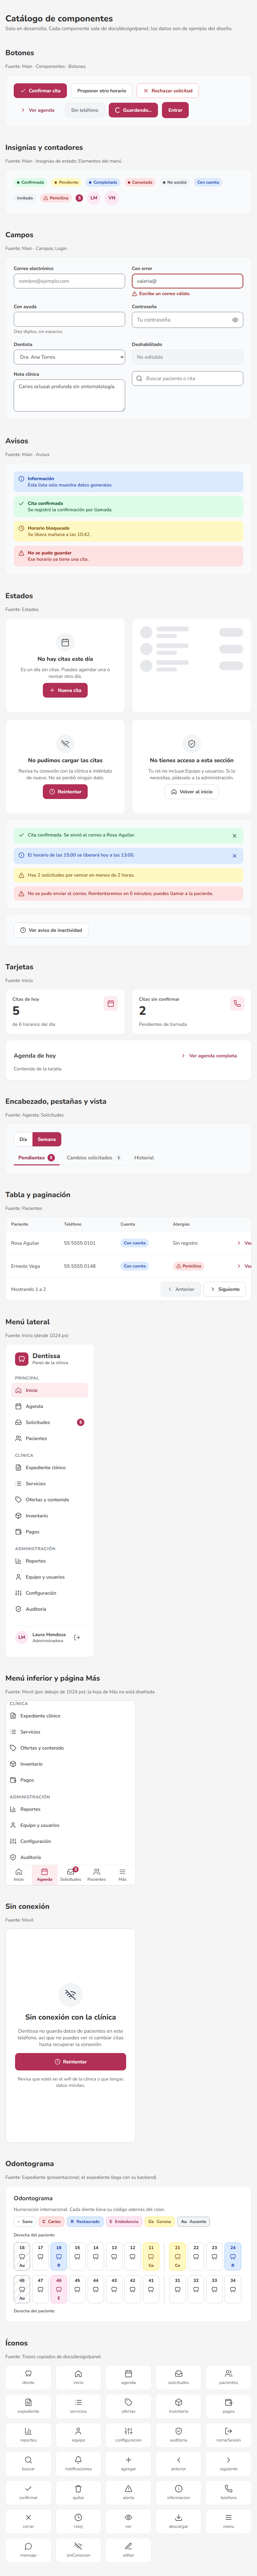 Catálogo de componentes
Solo en desarrollo. Cada componente sale de docs/design/panel; los datos son de ejemplo del diseño.
Botones
Fuente: Main · Componentes · Botones
Confirmar cita
Proponer otro horario
Rechazar solicitud
Ver agenda
Sin teléfono
Guardando…
Entrar
Insignias y contadores
Fuente: Main · Insignias de estado; Elementos del menú
Confirmada
Pendiente
Completada
Cancelada
No asistió
Con cuenta
Invitado
Penicilina
5
LM
VN
Campos
Fuente: Main · Campos; Login
Correo electrónico
nombre@ejemplo.com
Con error
valeria@
Escribe un correo válido.
Con ayuda
Diez dígitos, sin espacios.
Contraseña
Tu contraseña
Dentista
Dra. Ana Torres
Deshabilitado
No editable
Nota clínica
Caries oclusal profunda sin sintomatología.
Buscar paciente o cita
Avisos
Fuente: Main · Avisos
Información
Esta lista solo muestra datos generales.
Cita confirmada
Se registró la confirmación por llamada.
Horario bloqueado
Se libera mañana a las 10:42.
No se pudo guardar
Ese horario ya tiene una cita.
Estados
Fuente: Estados
No hay citas este día
Es un día sin citas. Puedes agendar una o revisar otro día.
Nueva cita
No pudimos cargar las citas
Revisa tu conexión con la clínica e inténtalo de nuevo. No se perdió ningún dato.
Reintentar
No tienes acceso a esta sección
Tu rol no incluye Equipo y usuarios. Si lo necesitas, pídeselo a la administración.
Volver al inicio
Cita confirmada. Se envió el correo a Rosa Aguilar.
El horario de las 15:00 se liberará hoy a las 13:00.
Hay 2 solicitudes por vencer en menos de 2 horas.
No se pudo enviar el correo. Reintentaremos en 5 minutos; puedes llamar a la paciente.
Ver aviso de inactividad
Tarjetas
Fuente: Inicio
Citas de hoy
5
de 6 horarios del día
Citas sin confirmar
2
Pendientes de llamada
Agenda de hoy
Ver agenda completa
Contenido de la tarjeta.
Encabezado, pestañas y vista
Fuente: Agenda; Solicitudes
Día
Semana
Pendientes 5
Cambios solicitados 1
Historial
Tabla y paginación
Fuente: Pacientes
Paciente
Teléfono
Cuenta
Alergias
Rosa Aguilar
55 5555 0101
Con cuenta
Sin registro
Ver
Ernesto Vega
55 5555 0148
Con cuenta
Penicilina
Ver
Mostrando 1 a 2
Anterior
Siguiente
Menú lateral
Fuente: Inicio (desde 1024 px)
Dentissa
Panel de la clínica
PRINCIPAL
Inicio
Agenda
Solicitudes
5
Pacientes
CLÍNICA
Expediente clínico
Servicios
Ofertas y contenido
Inventario
Pagos
ADMINISTRACIÓN
Reportes
Equipo y usuarios
Configuración
Auditoría
LM
Laura Mendoza
Administradora
Menú inferior y página Más
Fuente: Movil (por debajo de 1024 px); la hoja de Más no está diseñada
CLÍNICA
Expediente clínico
Servicios
Ofertas y contenido
Inventario
Pagos
ADMINISTRACIÓN
Reportes
Equipo y usuarios
Configuración
Auditoría
Inicio
Agenda
Solicitudes
Pacientes
Más
Sin conexión
Fuente: Movil
Sin conexión con la clínica
Dentissa no guarda datos de pacientes en este teléfono, así que no puedes ver ni cambiar citas hasta recuperar la conexión.
Reintentar
Revisa que estés en el wifi de la clínica o que tengas datos móviles.
Odontograma
Fuente: Expediente (presentacional; el expediente llega con su backend)
Odontograma
Numeración internacional. Cada diente lleva su código además del color.
— Sano
C Caries
R Restaurado
E Endodoncia
Co Corona
Au Ausente
Derecha del paciente
18 17 16 15 14 13 12 11 21 22 23 24
Au R Co Co R
48 47 46 45 44 43 42 41 31 32 33 34
Au E
Derecha del paciente
Íconos
Fuente: Trazos copiados de docs/design/panel
diente
inicio
agenda
solicitudes
pacientes
expediente
servicios
ofertas
inventario
pagos
reportes
equipo
configuracion
auditoria
cerrarSesion
buscar
notificaciones
agregar
anterior
siguiente
confirmar
quitar
alerta
informacion
telefono
cerrar
reloj
ver
descargar
menu
mensaje
sinConexion
editar